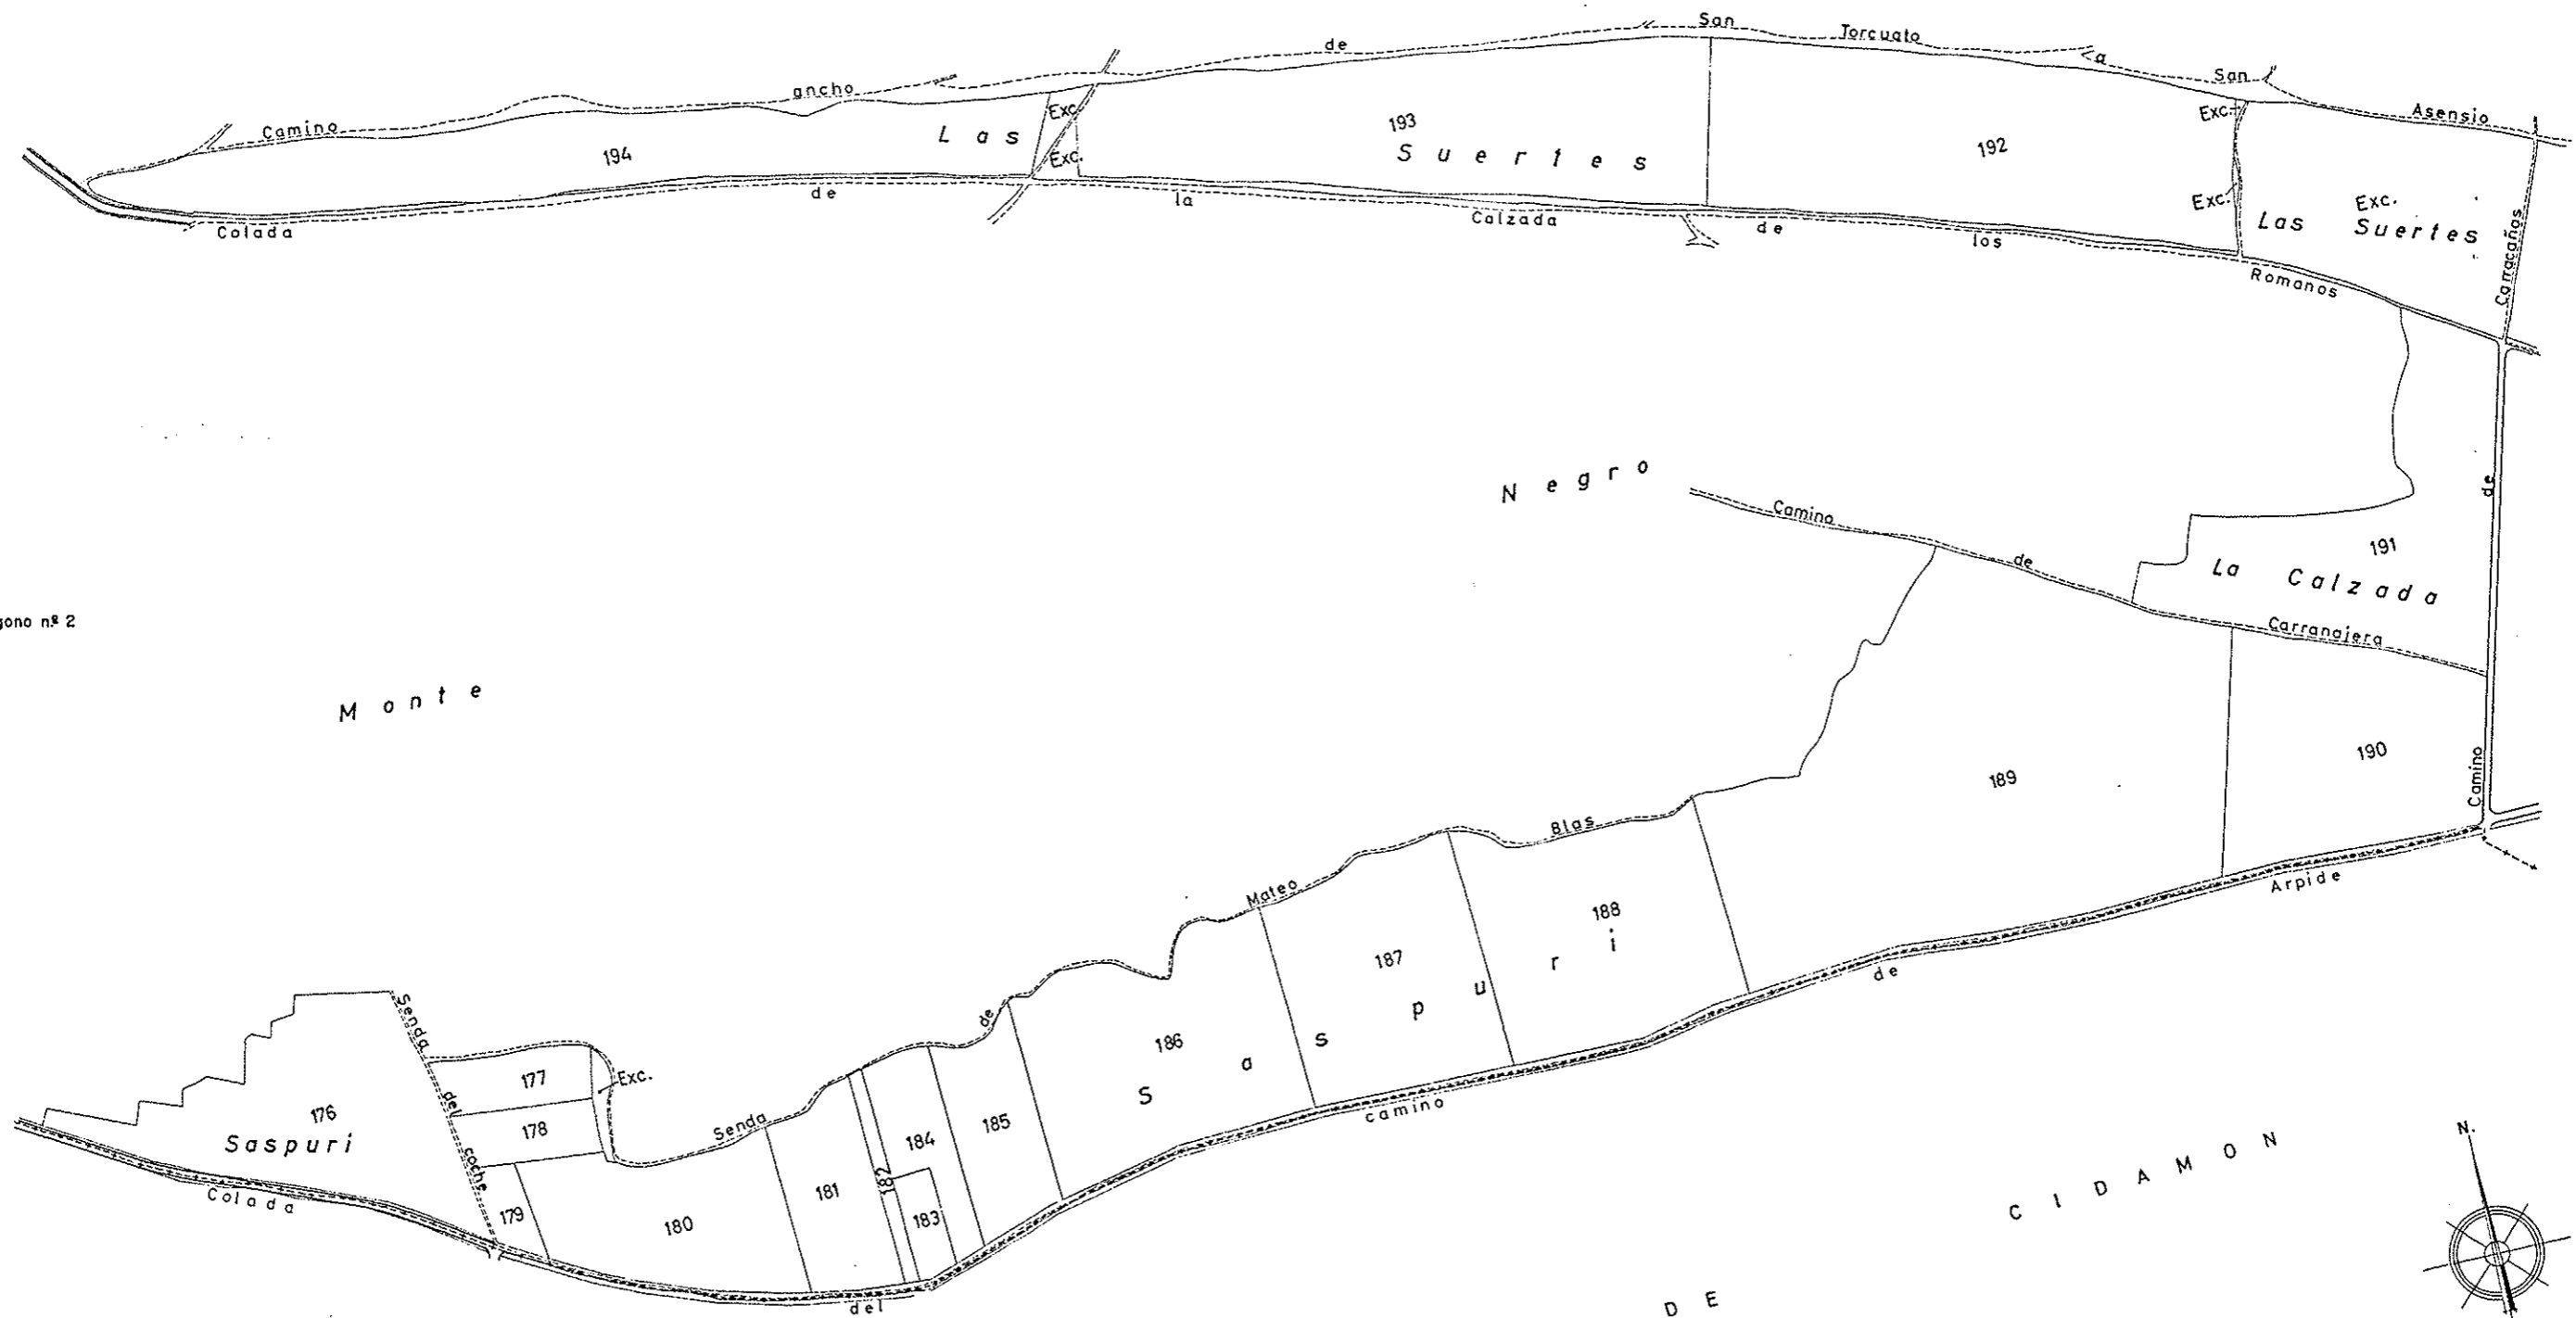 Camino ancho de San Torcuato a San Asensio
194
Las Suertes
Exc.
Exc.
193
192
Exc.
Exc.
Exc.
Las Suertes
Colada de la Calzada de los Romanos
Camino de Carracañas
Monte Negro
Camino de Carranajera
191
La Calzada
gono nº 2
190
189
Senda de Mateo Blas
188
187
186
Saspuri
185
184
183
182
181
180
179
178
177
Exc.
Senda del coche
176
Saspuri
Colada del camino de Arpide
DE CIDAMON
N.